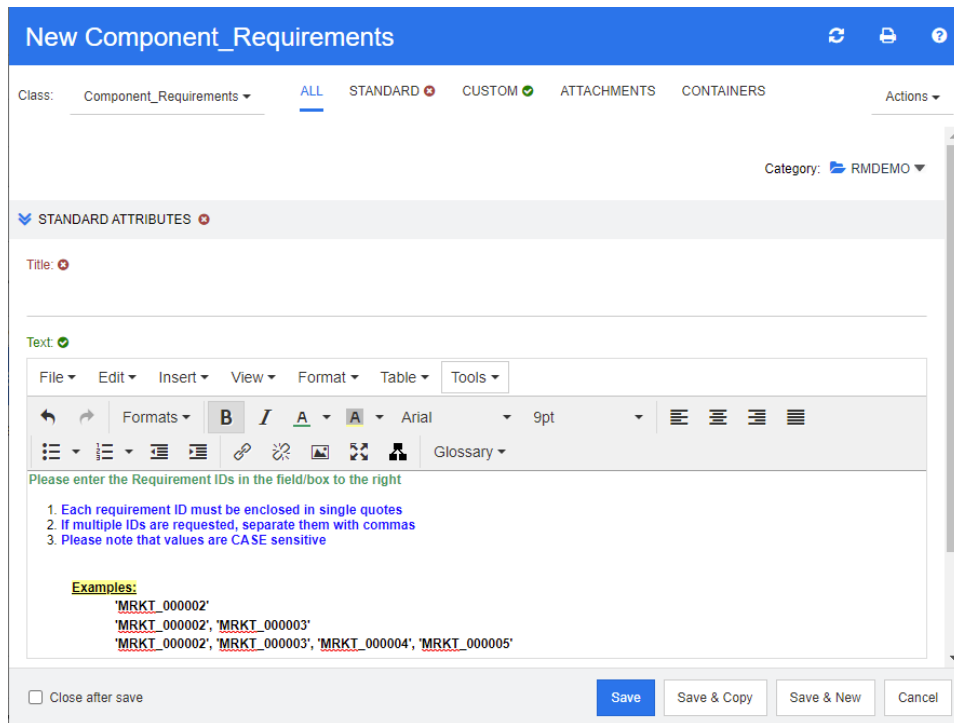 New Component_Requirements
Class: Component_Requirements ALL STANDARD CUSTOM ATTACHMENTS CONTAINERS Actions
Category: RMDEMO
STANDARD ATTRIBUTES
Title:
Text:
File Edit Insert View Format Table Tools
Formats B I A A Arial 9pt
Glossary
Please enter the Requirement IDs in the field/box to the right
1. Each requirement ID must be enclosed in single quotes
2. If multiple IDs are requested, separate them with commas
3. Please note that values are CASE sensitive
Examples:
'MRKT_000002'
'MRKT_000002', 'MRKT_000003'
'MRKT_000002', 'MRKT_000003', 'MRKT_000004', 'MRKT_000005'
Close after save Save Save & Copy Save & New Cancel